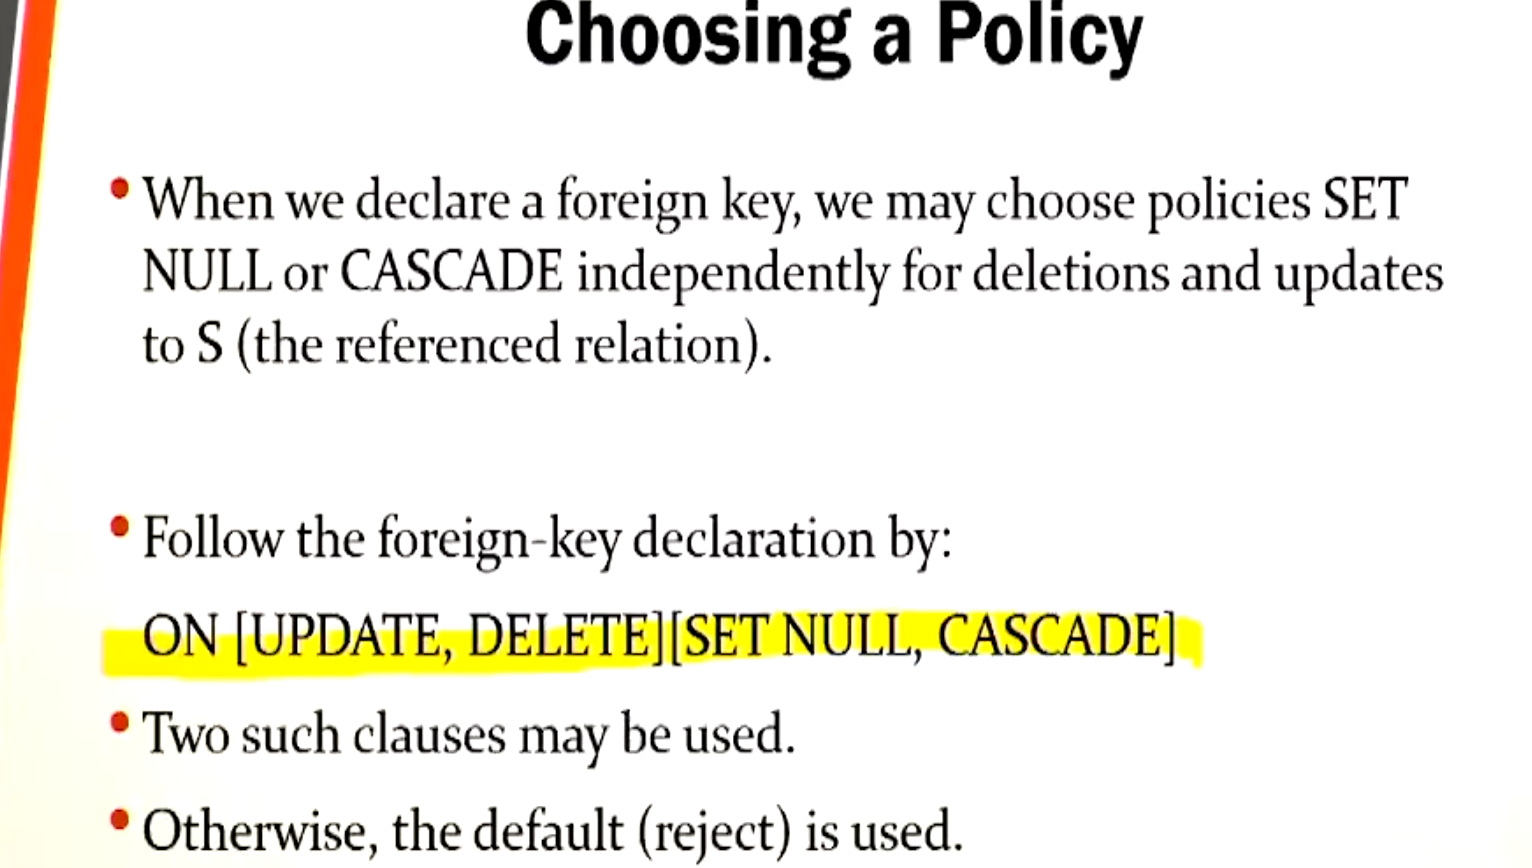 Choosing a Policy
• When we declare a foreign key, we may choose policies SET
NULL or CASCADE independently for deletions and updates
to S (the referenced relation).
• Follow the foreign-key declaration by:
ON [UPDATE, DELETE][SET NULL, CASCADE]
• Two such clauses may be used.
• Otherwise, the default (reject) is used.